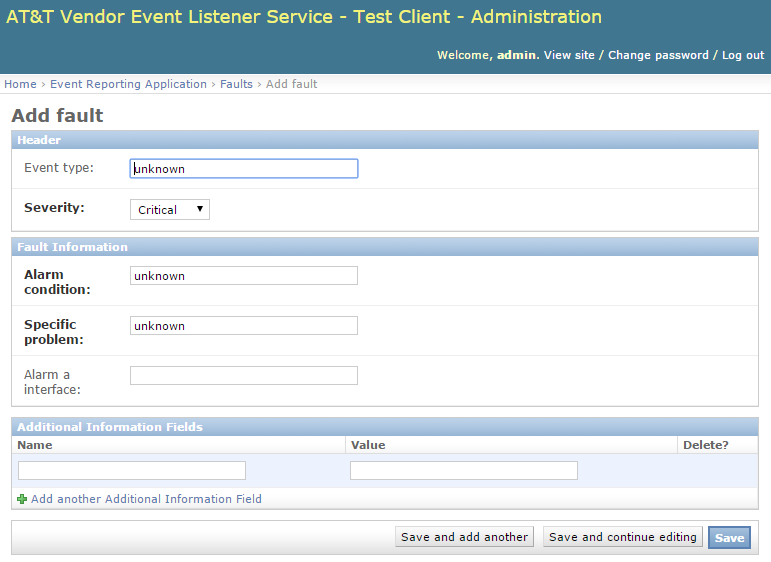 AT&T Vendor Event Listener Service - Test Client - Administration
Welcome, admin. View site / Change password / Log out
Home › Event Reporting Application › Faults › Add fault
Add fault
Header
Event type: unknown
Severity: Critical
Fault Information
Alarm
condition: unknown
Specific
problem: unknown
Alarm a
interface:
Additional Information Fields
Name Value Delete?
Add another Additional Information Field
Save and add another Save and continue editing Save